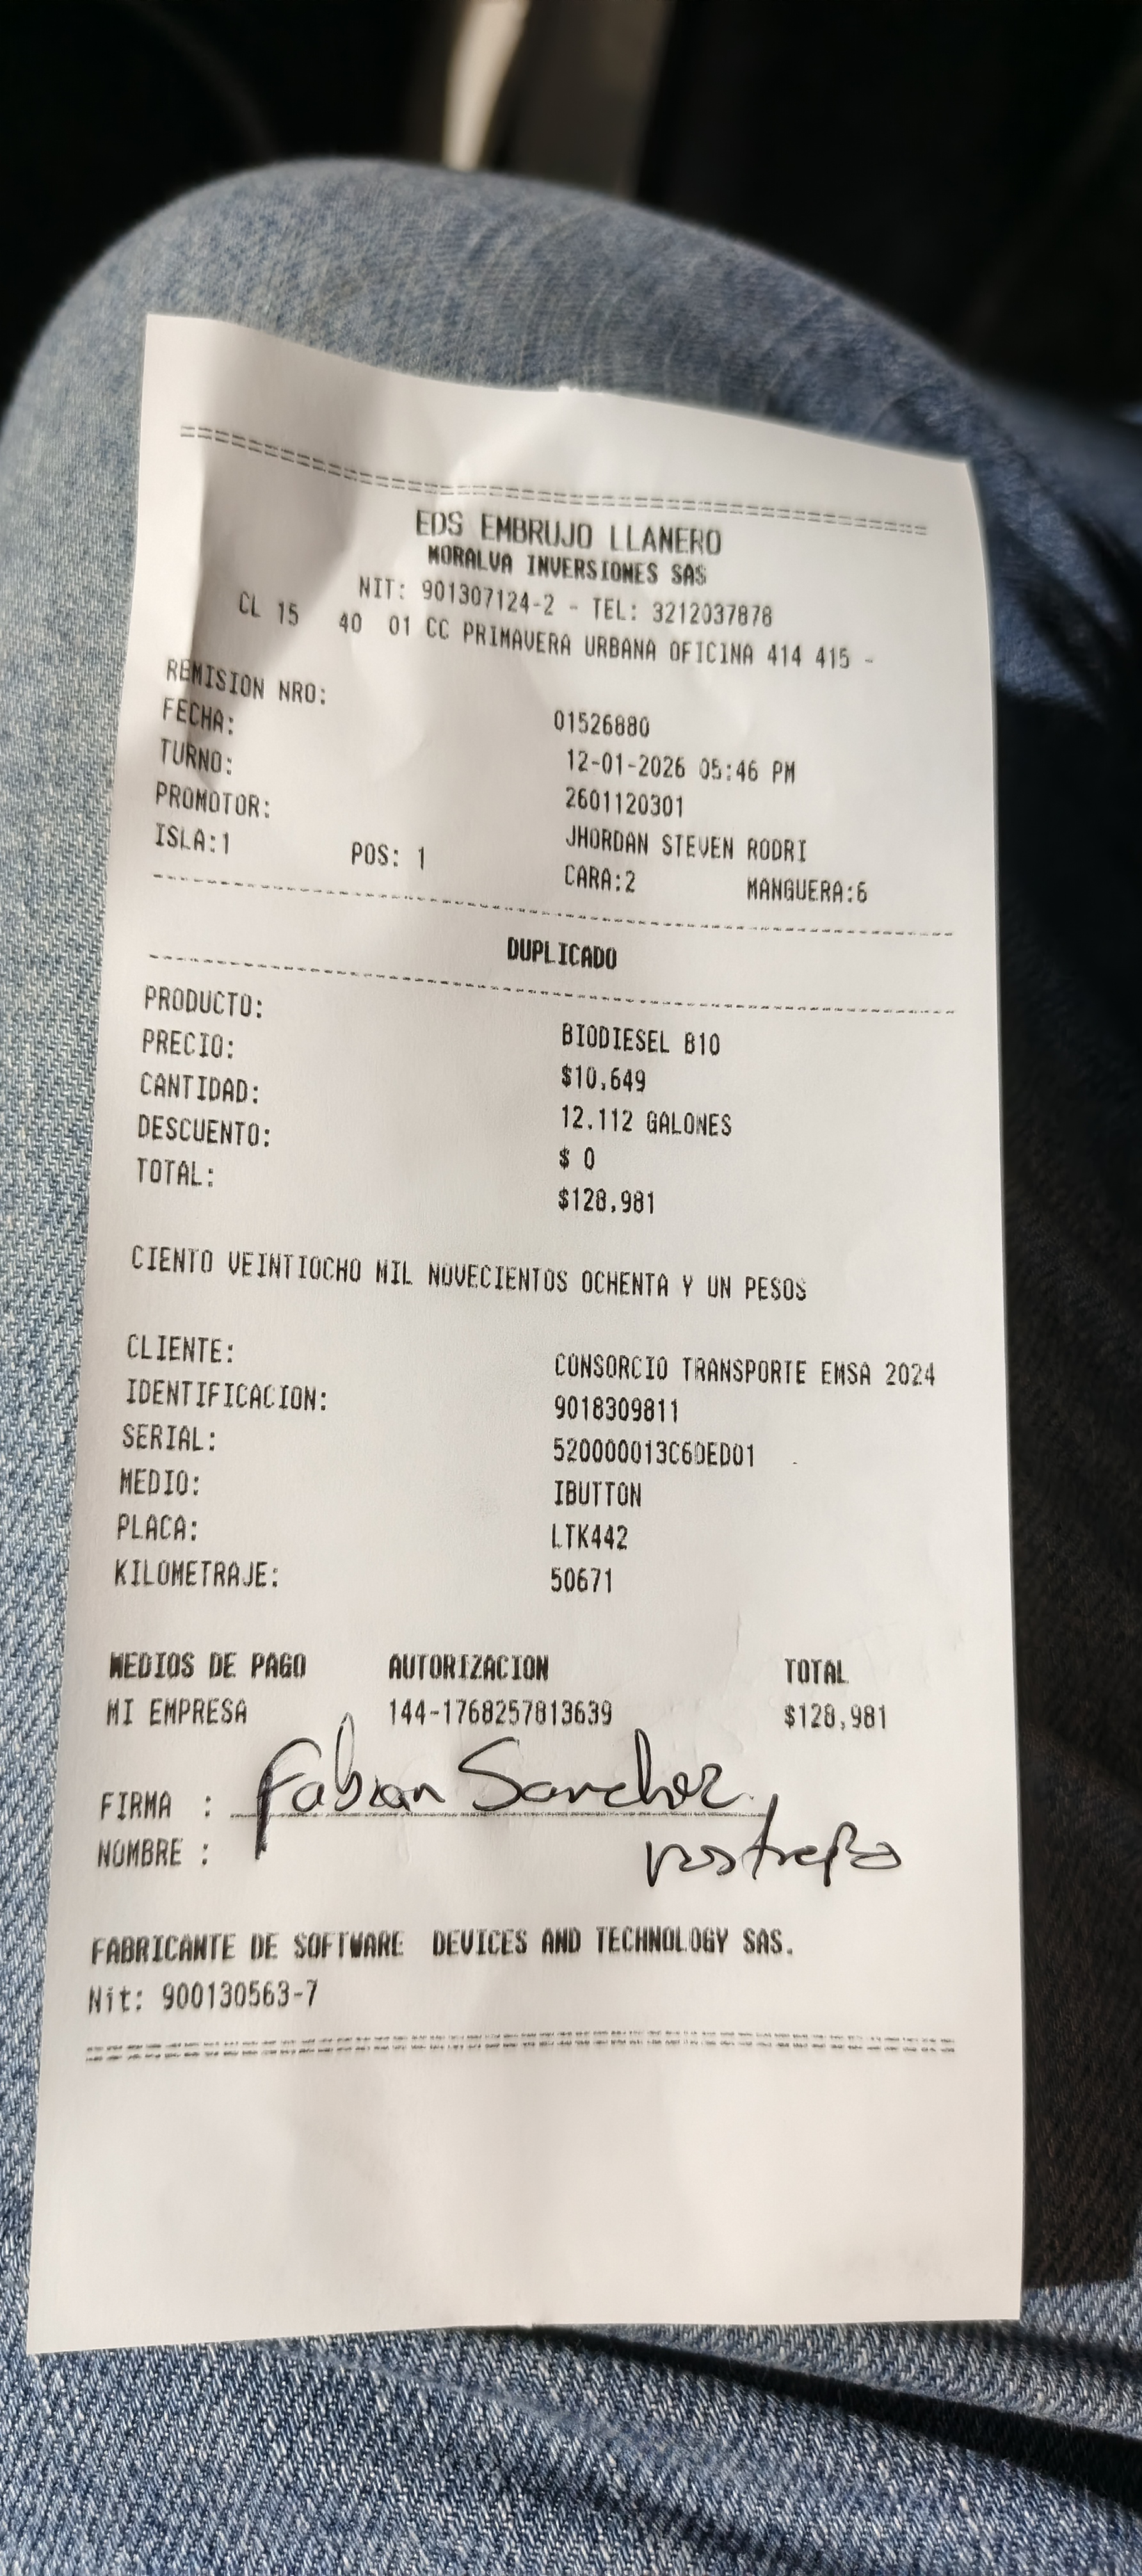 EDS EMBRUJO LLANERO
MORALVA INVERSIONES SAS
NIT: 901307124-2 - TEL: 3212037878
CL 15 40 01 CC PRIMAVERA URBANA OFICINA 414 415 -
REMISION NRO: 01526880
FECHA: 12-01-2026 05:46 PM
TURNO: 2601120301
PROMOTOR: JHORDAN STEVEN RODRI
ISLA:1 POS: 1 CARA:2 MANGUERA:6
DUPLICADO
PRODUCTO: BIODIESEL B10
PRECIO: $10,649
CANTIDAD: 12.112 GALONES
DESCUENTO: $ 0
TOTAL: $128,981
CIENTO VEINTIOCHO MIL NOVECIENTOS OCHENTA Y UN PESOS
CLIENTE: CONSORCIO TRANSPORTE EMSA 2024
IDENTIFICACION: 9018309811
SERIAL: 520000013C60ED01
MEDIO: IBUTTON
PLACA: LTK442
KILOMETRAJE: 50671
MEDIOS DE PAGO AUTORIZACION TOTAL
MI EMPRESA 144-1768257813639 $128,981
FIRMA : Fabian Sanchez
NOMBRE :
FABRICANTE DE SOFTWARE DEVICES AND TECHNOLOGY SAS.
Nit: 900130563-7